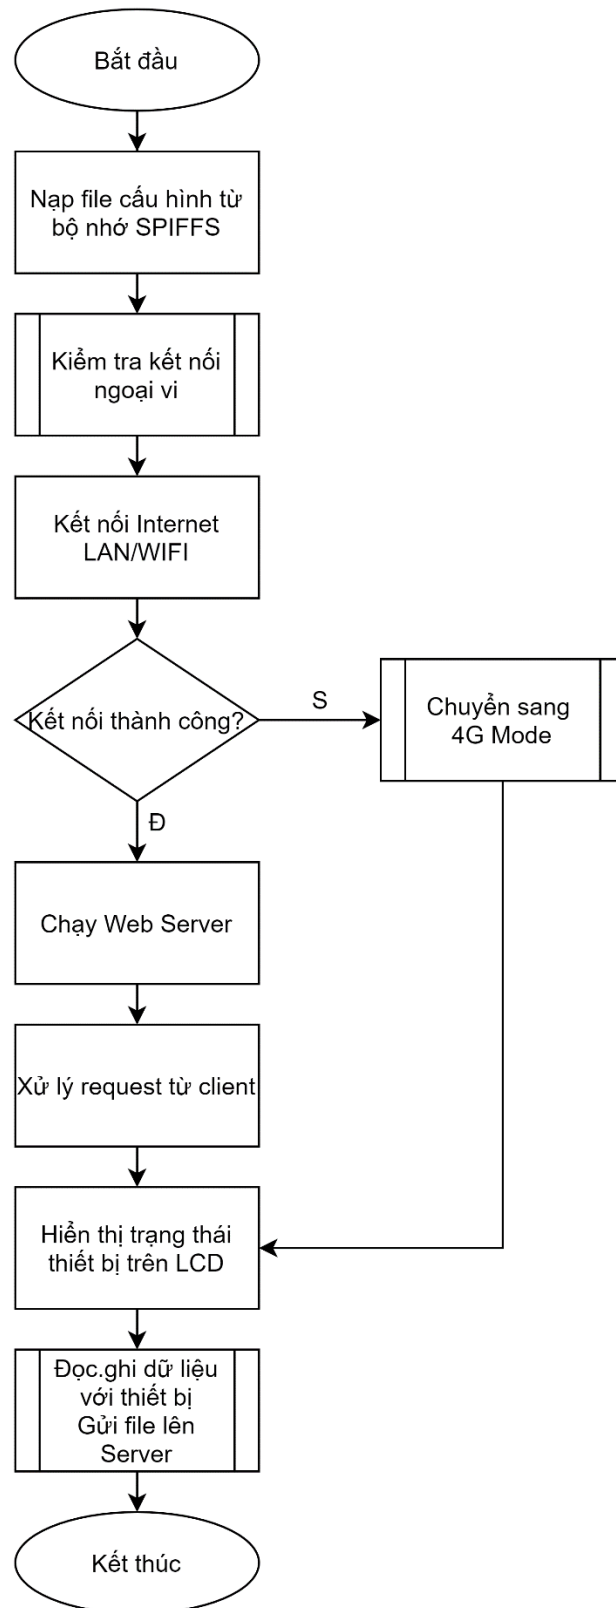 Bắt đầu
Nạp file cấu hình từ
bộ nhớ SPIFFS
Kiểm tra kết nối
ngoại vi
Kết nối Internet
LAN/WIFI
Kết nối thành công?
S
Chuyển sang
4G Mode
Đ
Chạy Web Server
Xử lý request từ client
Hiển thị trạng thái
thiết bị trên LCD
Đọc.ghi dữ liệu
với thiết bị
Gửi file lên
Server
Kết thúc